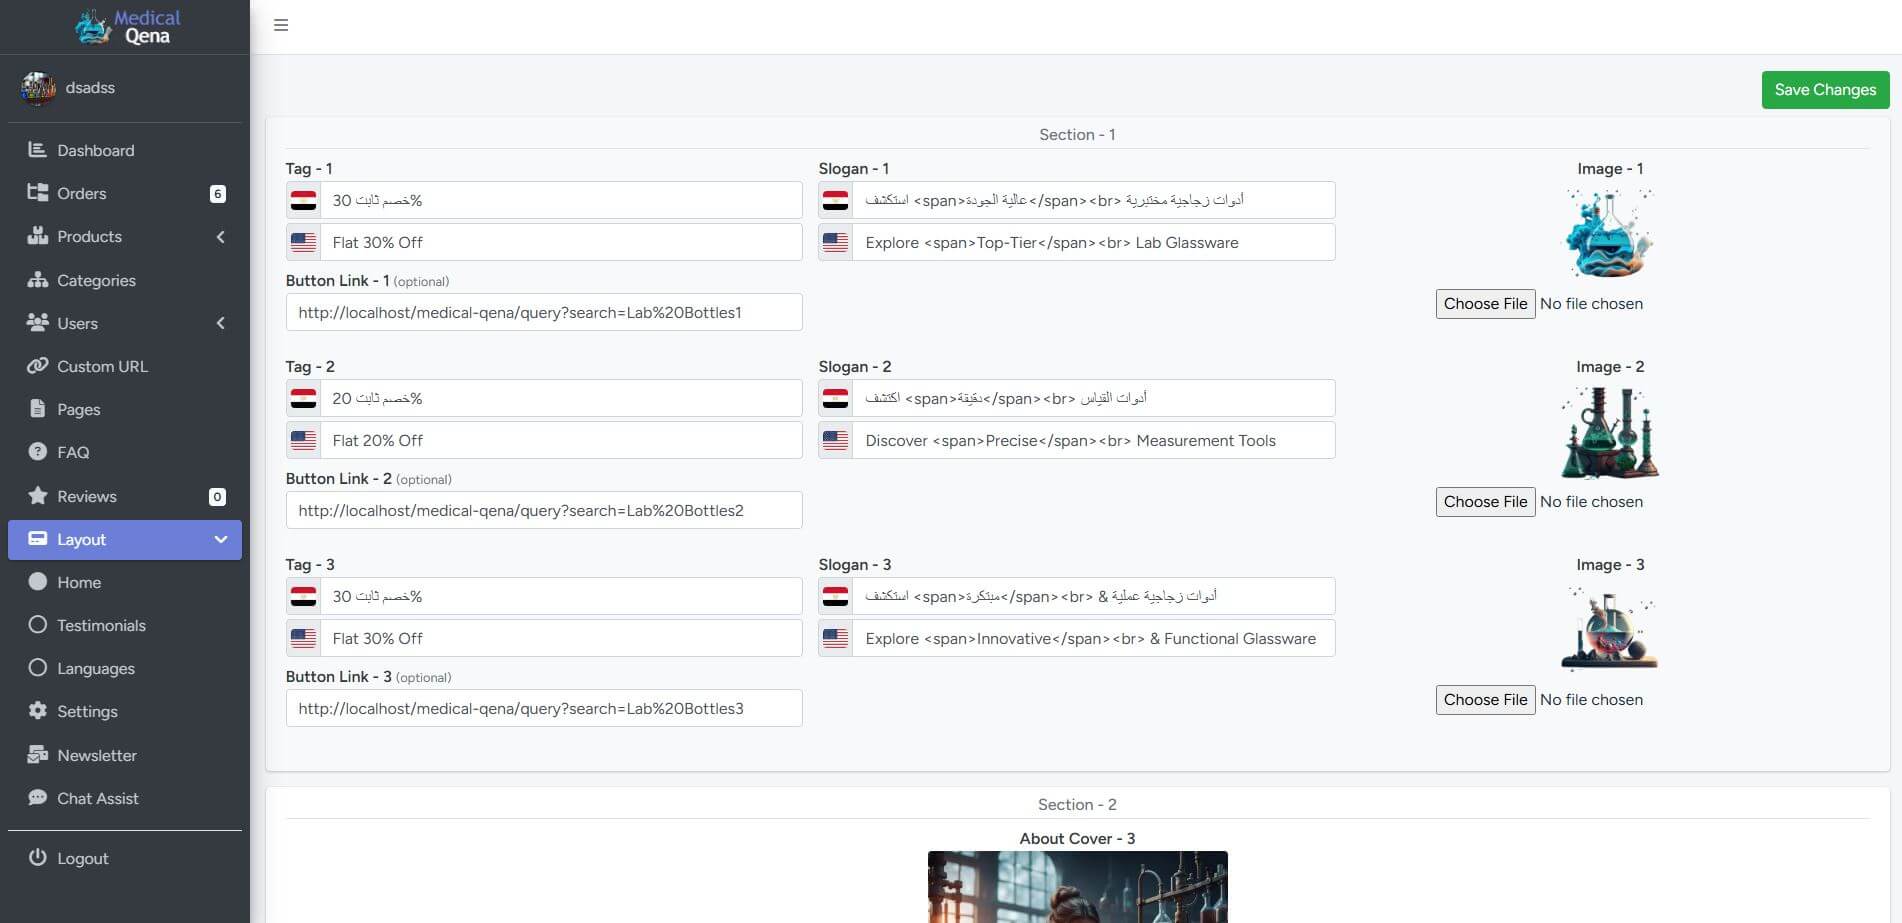 Medical
Qena
dsadss
Dashboard
Orders 6
Products
Categories
Users
Custom URL
Pages
FAQ
Reviews 0
Layout
Home
Testimonials
Languages
Settings
Newsletter
Chat Assist
Logout
Save Changes
Section - 1
Tag - 1
خصم ثابت 30%
Flat 30% Off
Slogan - 1
استكشف <span>عالية الجودة</span><br> أدوات زجاجية مختبرية
Explore <span>Top-Tier</span><br> Lab Glassware
Image - 1
Choose File No file chosen
Button Link - 1 (optional)
http://localhost/medical-qena/query?search=Lab%20Bottles1
Tag - 2
خصم ثابت 20%
Flat 20% Off
Slogan - 2
اكتشف <span>دقيقة</span><br> أدوات القياس
Discover <span>Precise</span><br> Measurement Tools
Image - 2
Choose File No file chosen
Button Link - 2 (optional)
http://localhost/medical-qena/query?search=Lab%20Bottles2
Tag - 3
خصم ثابت 30%
Flat 30% Off
Slogan - 3
استكشف <span>مبتكرة</span><br> & أدوات زجاجية عملية
Explore <span>Innovative</span><br> & Functional Glassware
Image - 3
Choose File No file chosen
Button Link - 3 (optional)
http://localhost/medical-qena/query?search=Lab%20Bottles3
Section - 2
About Cover - 3